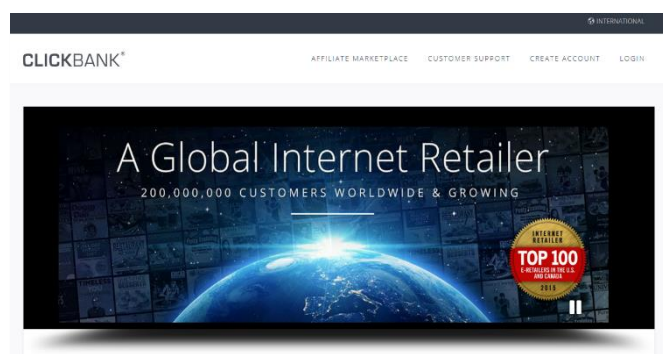 INTERNATIONAL
CLICKBANK®
AFFILIATE MARKETPLACE CUSTOMER SUPPORT CREATE ACCOUNT LOGIN
A Global Internet Retailer
200,000,000 CUSTOMERS WORLDWIDE & GROWING
INTERNET
RETAILER
TOP 100
E-RETAILERS IN THE U.S.
AND CANADA
2015